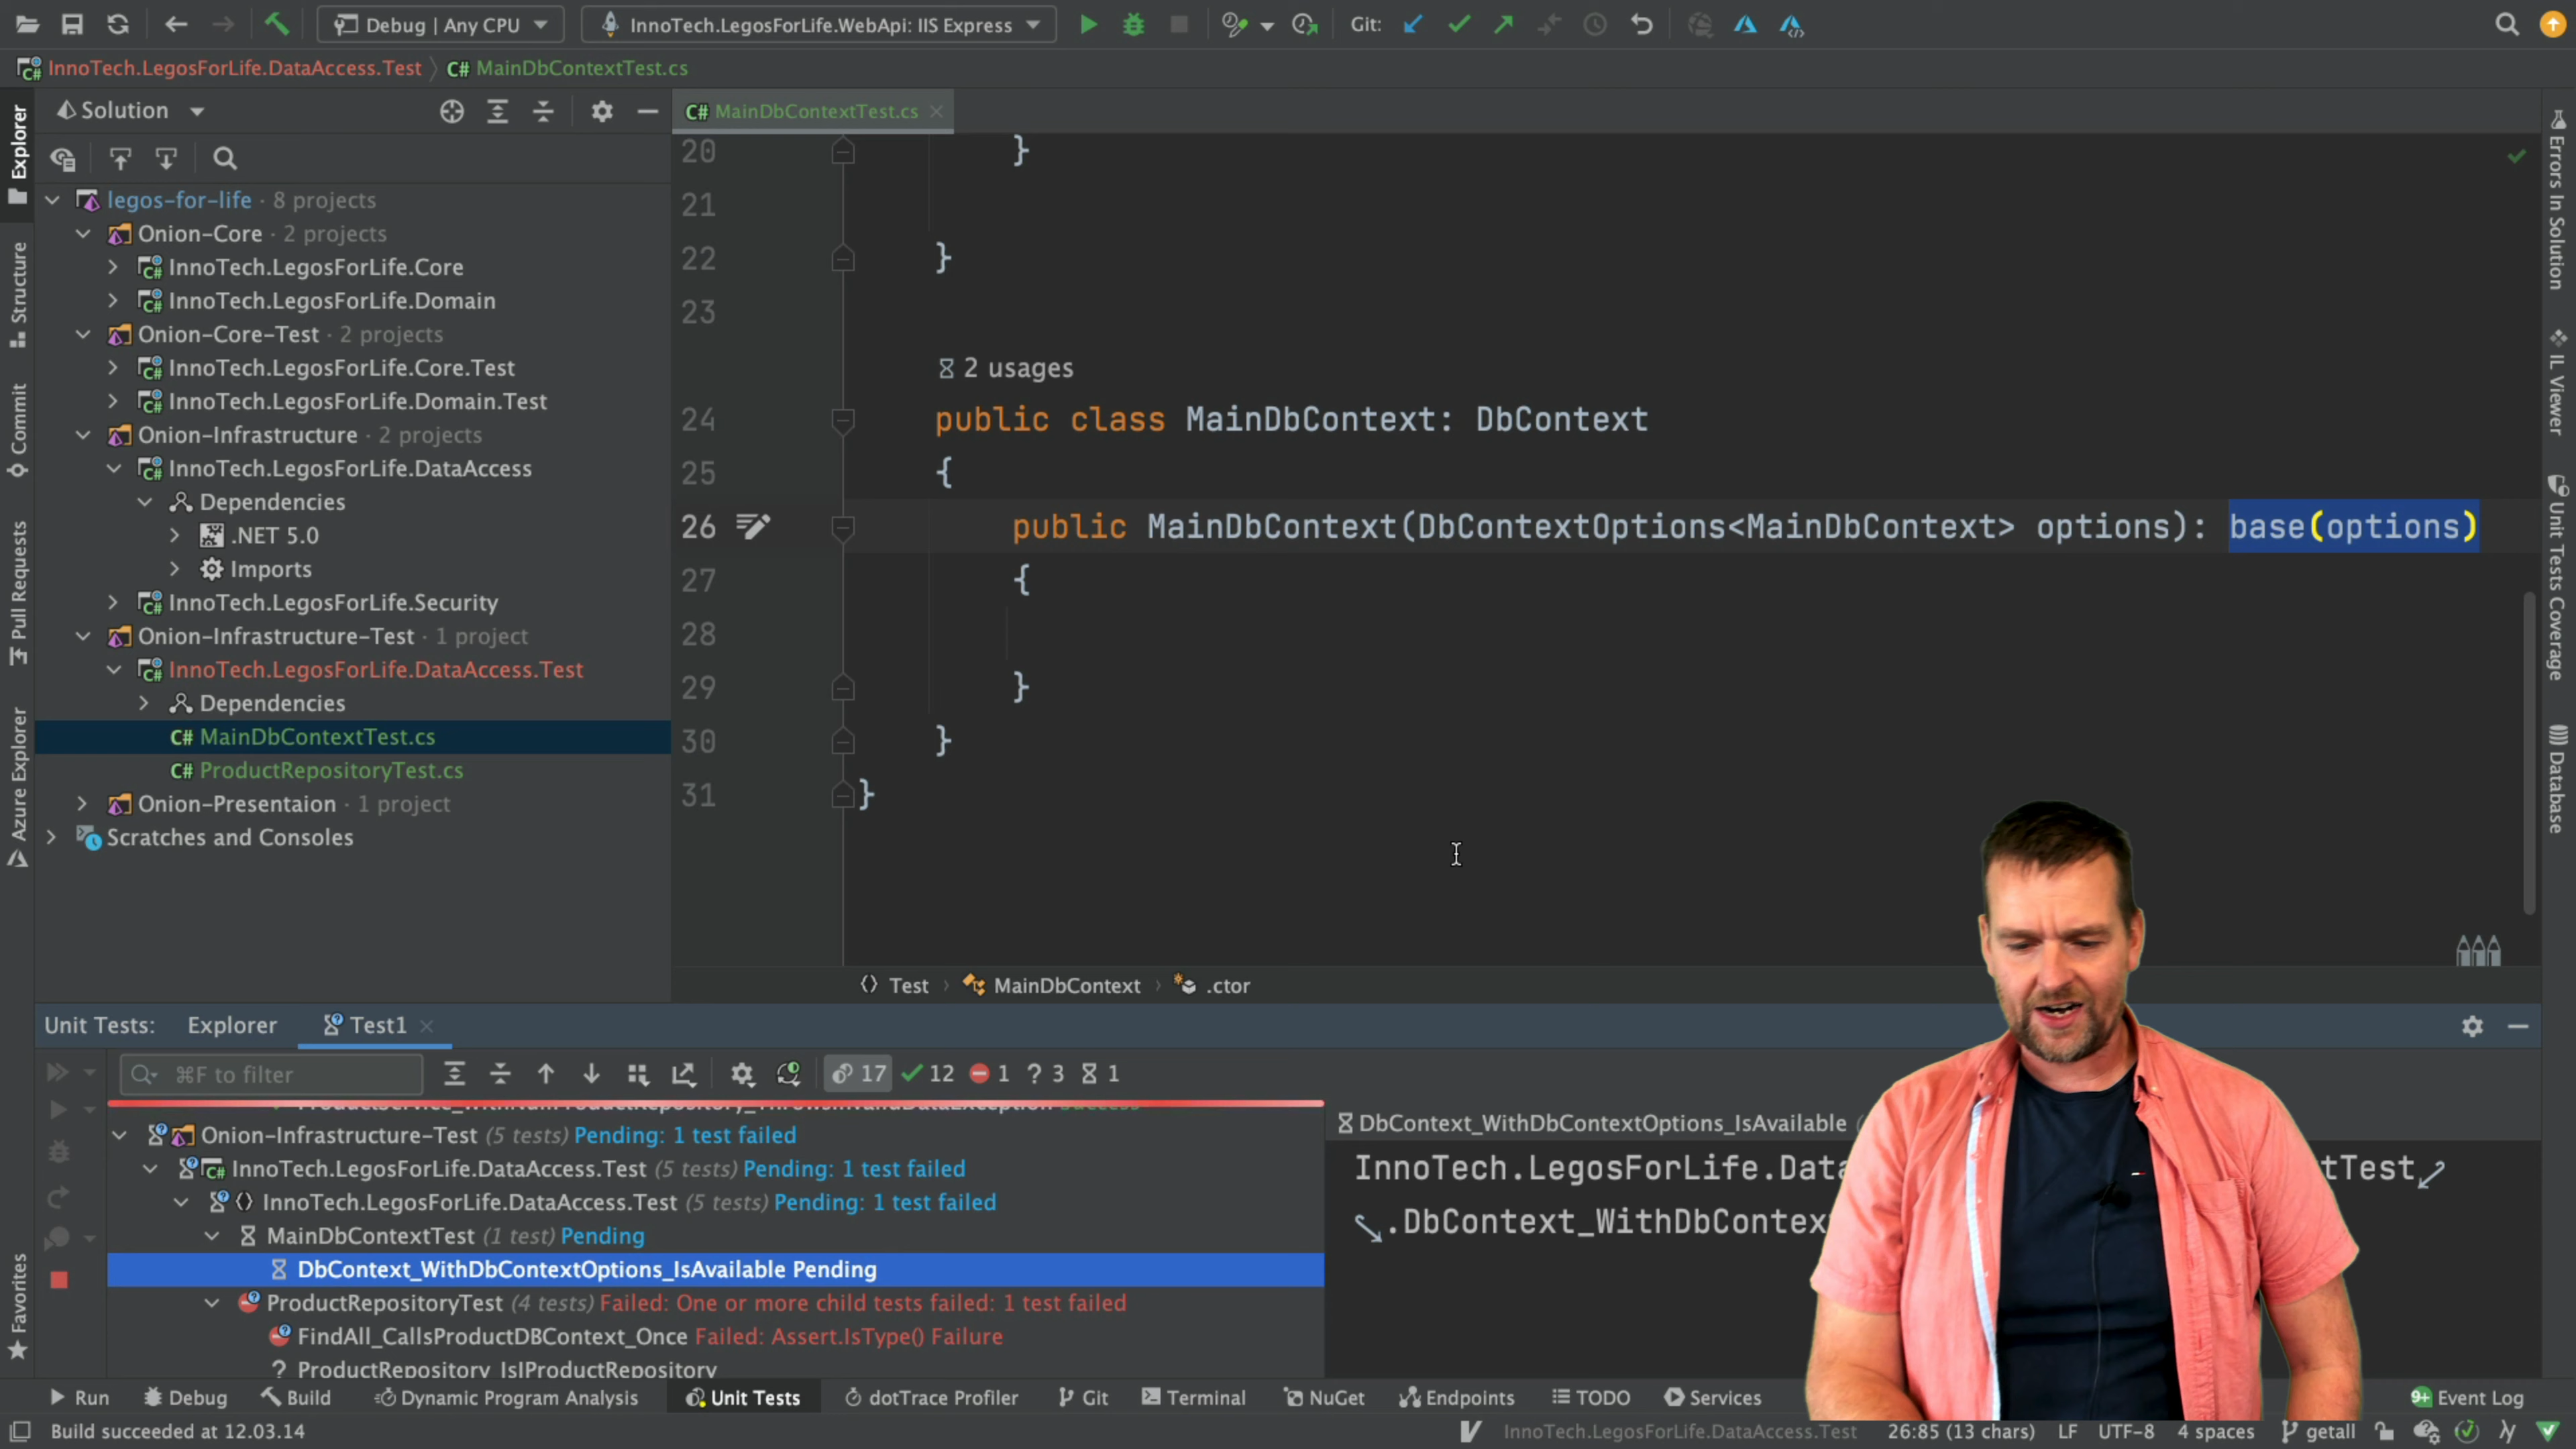 Debug | Any CPU
InnoTech.LegosForLife.WebApi: IIS Express
Git:
InnoTech.LegosForLife.DataAccess.Test
C# MainDbContextTest.cs
Explorer
Structure
Commit
Pull Requests
Azure Explorer
Favorites
Solution
legos-for-life · 8 projects
Onion-Core · 2 projects
InnoTech.LegosForLife.Core
InnoTech.LegosForLife.Domain
Onion-Core-Test · 2 projects
InnoTech.LegosForLife.Core.Test
InnoTech.LegosForLife.Domain.Test
Onion-Infrastructure · 2 projects
InnoTech.LegosForLife.DataAccess
Dependencies
.NET 5.0
Imports
InnoTech.LegosForLife.Security
Onion-Infrastructure-Test · 1 project
InnoTech.LegosForLife.DataAccess.Test
Dependencies
C# MainDbContextTest.cs
C# ProductRepositoryTest.cs
Onion-Presentaion · 1 project
Scratches and Consoles
C# MainDbContextTest.cs
20 }
21
22 }
23
2 usages
24 public class MainDbContext: DbContext
25 {
26 public MainDbContext(DbContextOptions<MainDbContext> options): base(options)
27 {
28
29 }
30 }
31 }
Test › MainDbContext › .ctor
Errors In Solution
IL Viewer
Unit Tests Coverage
Database
Unit Tests: Explorer Test1
⌘F to filter
17 12 1 ? 3 1
ProductService_WithNullProductRepository_ThrowsInvalidDataException Success
Onion-Infrastructure-Test (5 tests) Pending: 1 test failed
InnoTech.LegosForLife.DataAccess.Test (5 tests) Pending: 1 test failed
InnoTech.LegosForLife.DataAccess.Test (5 tests) Pending: 1 test failed
MainDbContextTest (1 test) Pending
DbContext_WithDbContextOptions_IsAvailable Pending
ProductRepositoryTest (4 tests) Failed: One or more child tests failed: 1 test failed
FindAll_CallsProductDBContext_Once Failed: Assert.IsType() Failure
? ProductRepository_IsIProductRepository
DbContext_WithDbContextOptions_IsAvailable
InnoTech.LegosForLife.Data tTest
.DbContext_WithDbContex
Run Debug Build Dynamic Program Analysis Unit Tests dotTrace Profiler Git Terminal NuGet Endpoints TODO Services 9+ Event Log
Build succeeded at 12.03.14
InnoTech.LegosForLife.DataAccess.Test 26:85 (13 chars) LF UTF-8 4 spaces getall